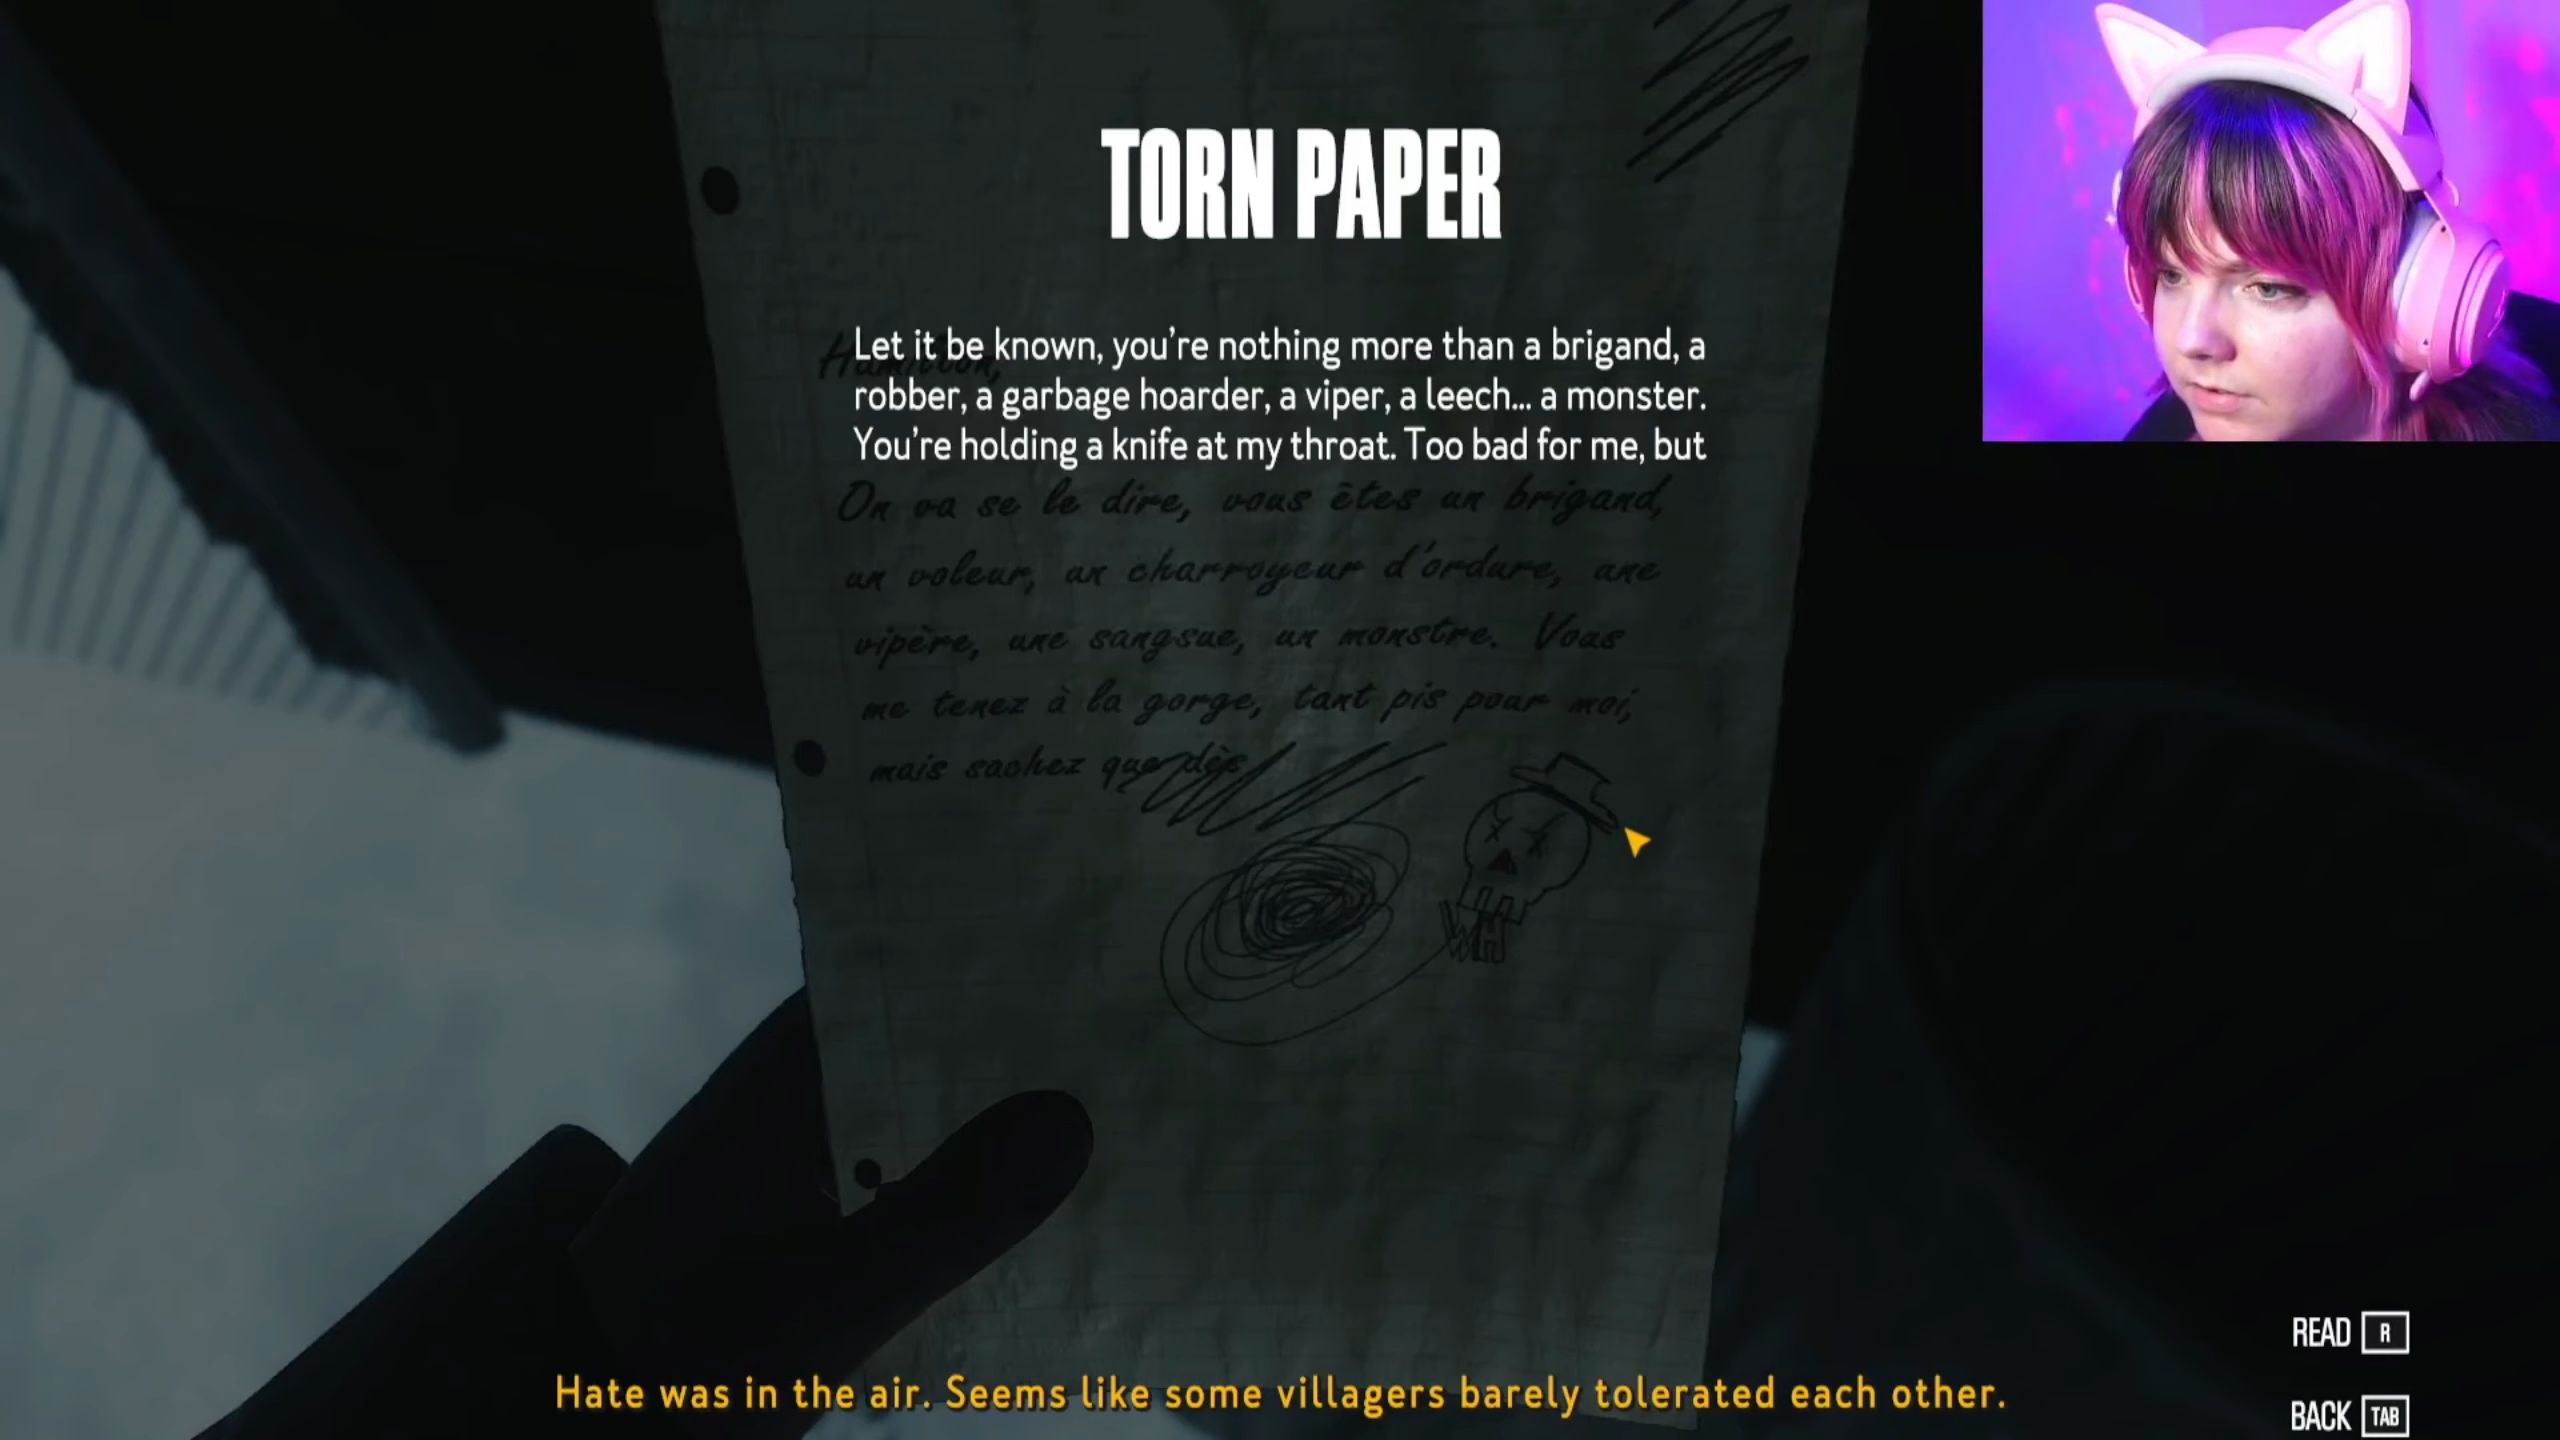 TORN PAPER
Hamilton,
Let it be known, you're nothing more than a brigand, a
robber, a garbage hoarder, a viper, a leech... a monster.
You're holding a knife at my throat. Too bad for me, but
On va se le dire, vous êtes un brigand,
un voleur, un charroyeur d'ordure, une
vipère, une sangsue, un monstre. Vous
me tenez à la gorge, tant pis pour moi,
mais sachez que dès
WH
Hate was in the air. Seems like some villagers barely tolerated each other.
READ R
BACK TAB